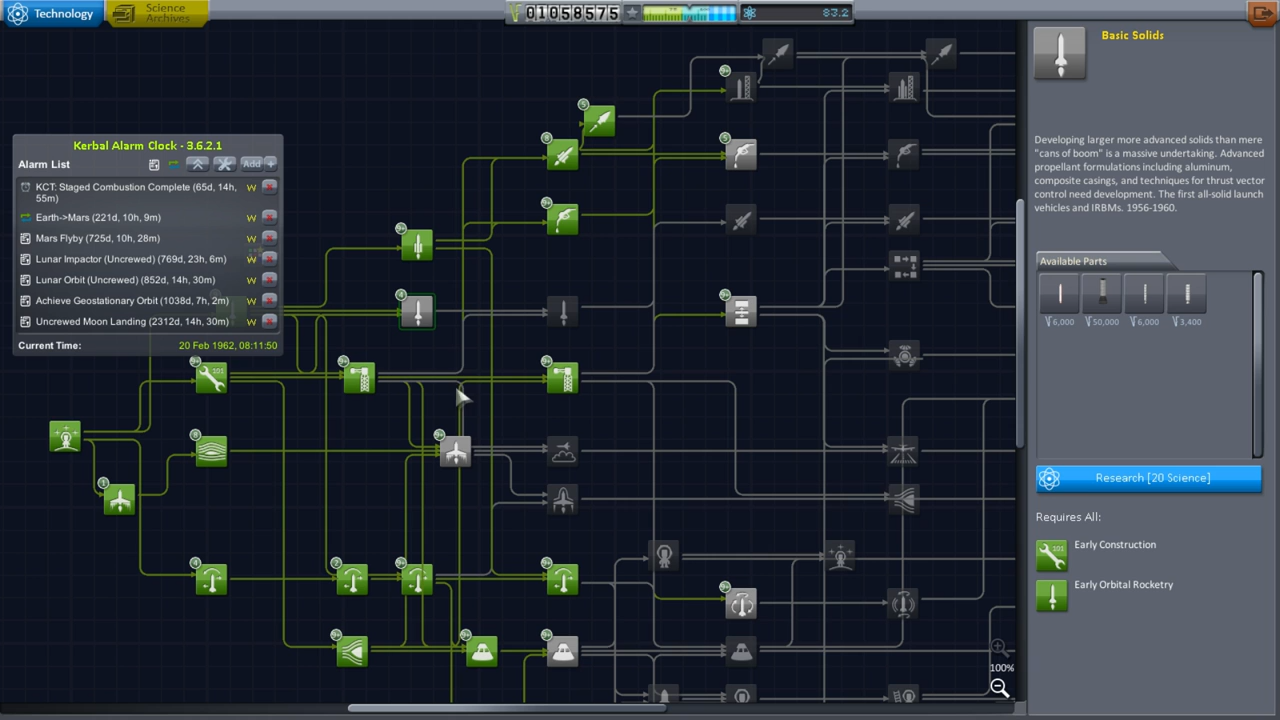 Technology
Science
Archives
01058575
83.2
Basic Solids
Developing larger more advanced solids than mere
"cans of boom" is a massive undertaking. Advanced
propellant formulations including aluminum,
composite casings, and techniques for thrust vector
control need development. The first all-solid launch
vehicles and IRBMs. 1956-1960.
Available Parts
6,000
50,000
6,000
3,400
Research [20 Science]
Requires All:
Early Construction
Early Orbital Rocketry
Kerbal Alarm Clock - 3.6.2.1
Alarm List
Add
+
KCT: Staged Combustion Complete (65d, 14h,
55m)
W
Earth->Mars (221d, 10h, 9m)
W
Mars Flyby (725d, 10h, 28m)
W
Lunar Impactor (Uncrewed) (769d, 23h, 6m)
W
Lunar Orbit (Uncrewed) (852d, 14h, 30m)
W
Achieve Geostationary Orbit (1038d, 7h, 2m)
W
Uncrewed Moon Landing (2312d, 14h, 30m)
W
Current Time:
20 Feb 1962, 08:11:50
101
100%